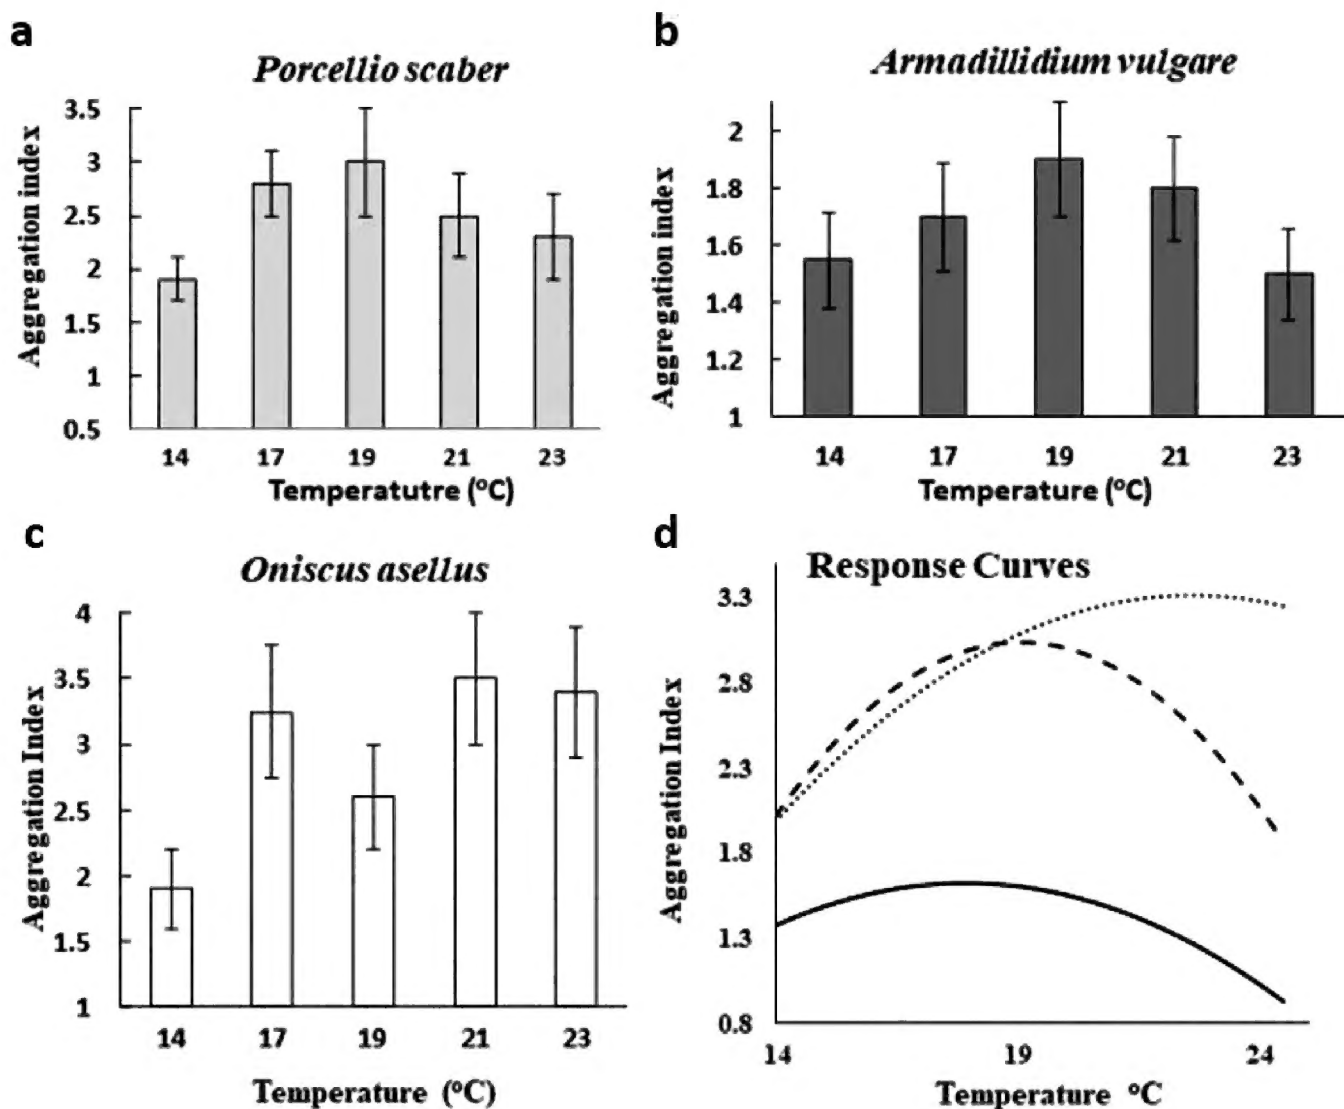 a
Porcellio scaber
Aggregation index
3.5
3
2.5
2
1.5
1
0.5
14 17 19 21 23
Temperatutre (°C)
b
Armadillidium vulgare
Aggregation index
2
1.8
1.6
1.4
1.2
1
14 17 19 21 23
Temperature (°C)
c
Oniscus asellus
Aggregation Index
4
3.5
3
2.5
2
1.5
1
14 17 19 21 23
Temperature (°C)
d
Response Curves
Aggregation Index
3.3
2.8
2.3
1.8
1.3
0.8
14 19 24
Temperature °C